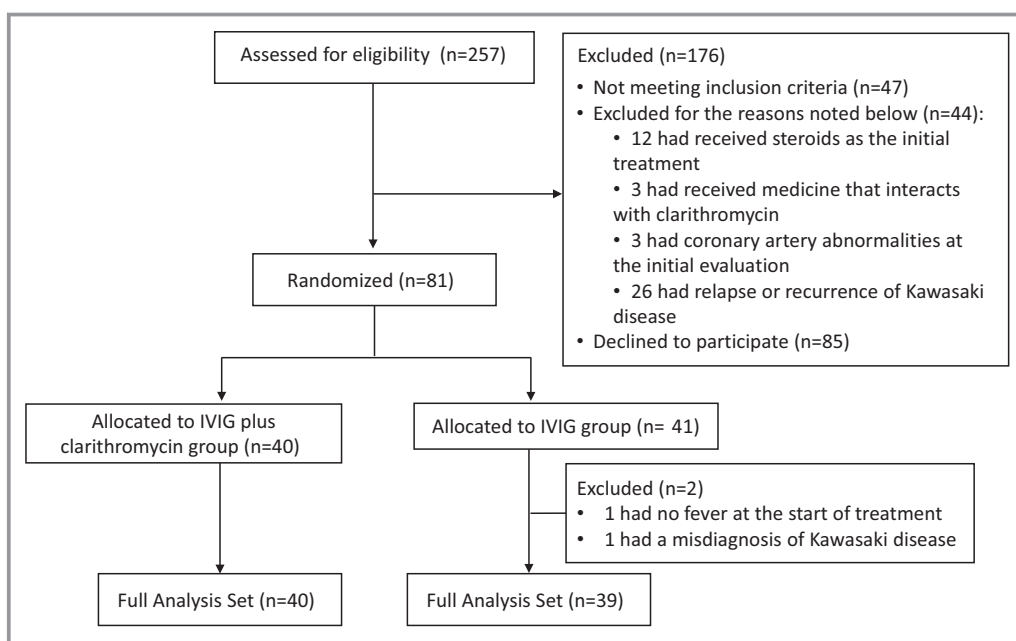 Assessed for eligibility (n=257)
Excluded (n=176)
• Not meeting inclusion criteria (n=47)
• Excluded for the reasons noted below (n=44):
• 12 had received steroids as the initial
treatment
• 3 had received medicine that interacts
with clarithromycin
• 3 had coronary artery abnormalities at
the initial evaluation
• 26 had relapse or recurrence of Kawasaki
disease
• Declined to participate (n=85)
Randomized (n=81)
Allocated to IVIG plus
clarithromycin group (n=40)
Allocated to IVIG group (n= 41)
Excluded (n=2)
• 1 had no fever at the start of treatment
• 1 had a misdiagnosis of Kawasaki disease
Full Analysis Set (n=40)
Full Analysis Set (n=39)